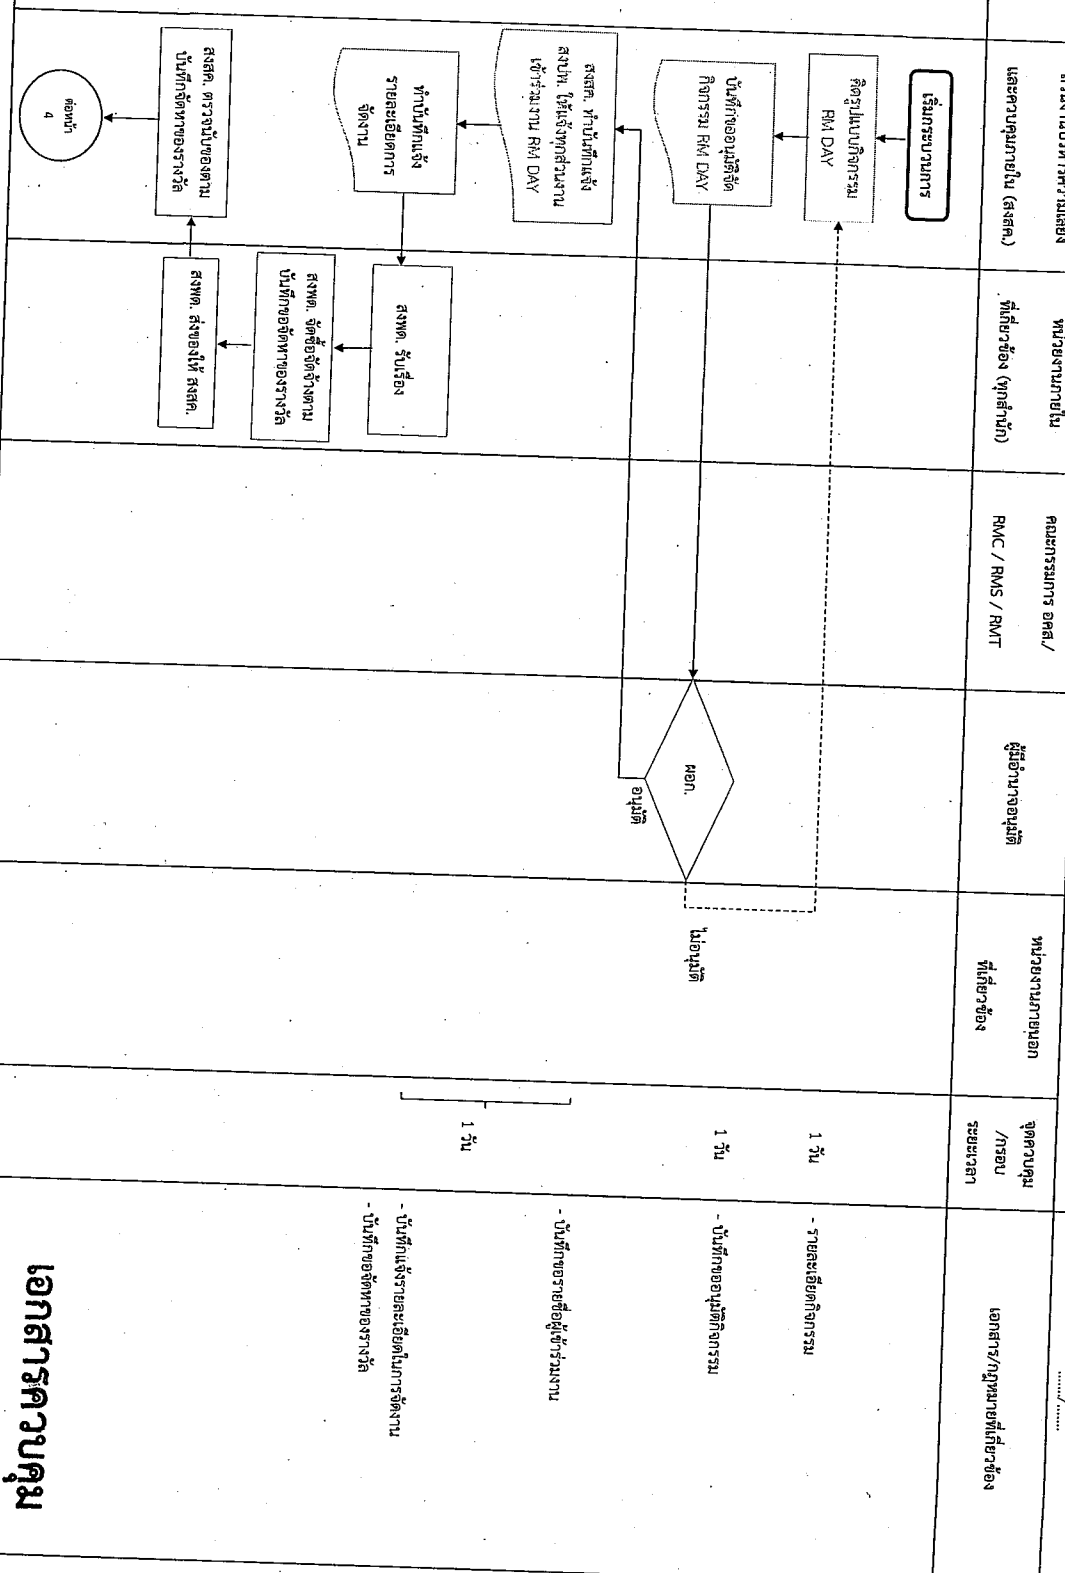 และควบคุมภายใน (สงสค.)
หน่วยงานภายใน
ที่เกี่ยวข้อง (ทุกสำนัก)
คณะกรรมการ อคส./
RMC / RMS / RMT
ผู้มีอำนาจอนุมัติ
หน่วยงานภายนอก
ที่เกี่ยวข้อง
จุดควบคุม
/กรอบ
ระยะเวลา
เอกสาร/กฎหมายที่เกี่ยวข้อง
......./.......
เริ่มกระบวนการ
คิดรูปแบบกิจกรรม
RM DAY
1 วัน
- รายละเอียดกิจกรรม
บันทึกขออนุมัติจัด
กิจกรรม RM DAY
ผอก.
ไม่อนุมัติ
อนุมัติ
1 วัน
- บันทึกขออนุมัติกิจกรรม
สงสค. ทำบันทึกแจ้ง
สงบพ. ให้แจ้งทุกส่วนงาน
เข้าร่วมงาน RM DAY
1 วัน
- บันทึกขอรายชื่อผู้เข้าร่วมงาน
ทำบันทึกแจ้ง
รายละเอียดการ
จัดงาน
สงพด. รับเรื่อง
- บันทึกแจ้งรายละเอียดในการจัดงาน
- บันทึกขอจัดหาของรางวัล
สงพด. จัดซื้อจัดจ้างตาม
บันทึกขอจัดหาของรางวัล
สงพด. ส่งของให้ สงสค.
สงสค. ตรวจนับของตาม
บันทึกจัดหาของรางวัล
ต่อหน้า
4
เอกสารควบคุม